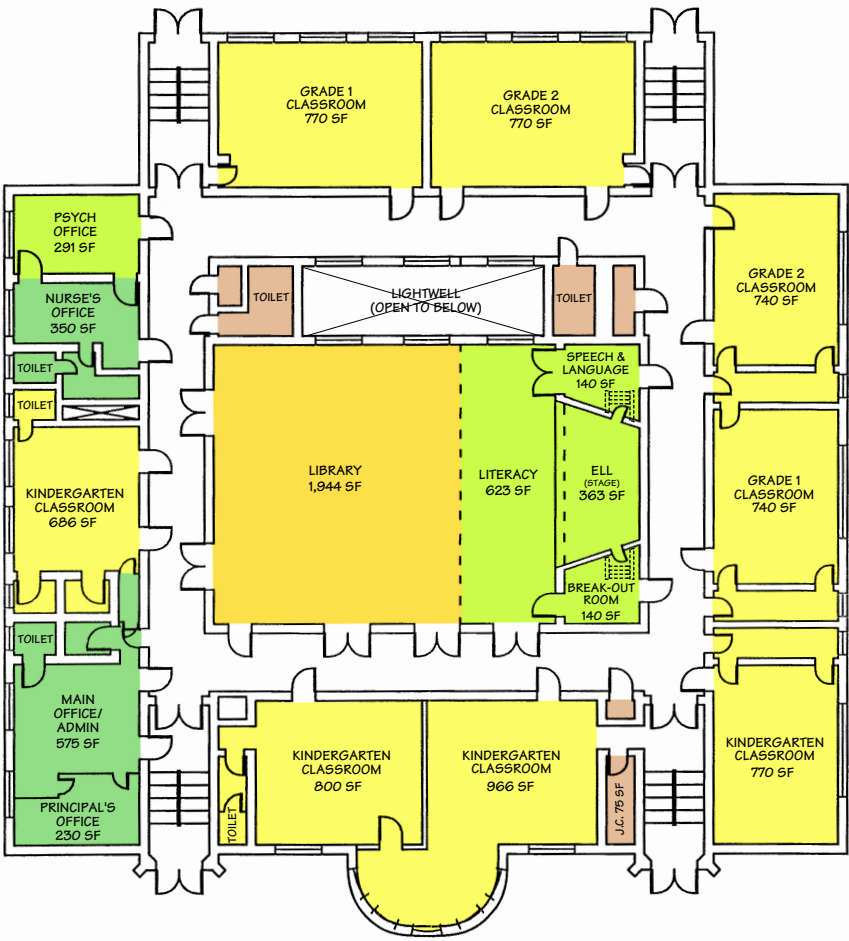 GRADE 1
CLASSROOM
770 SF
GRADE 2
CLASSROOM
770 SF
PSYCH
OFFICE
291 SF
NURSE'S
OFFICE
350 SF
TOILET
LIGHTWELL
(OPEN TO BELOW)
TOILET
GRADE 2
CLASSROOM
740 SF
TOILET
TOILET
SPEECH &
LANGUAGE
140 SF
KINDERGARTEN
CLASSROOM
686 SF
LIBRARY
1,944 SF
LITERACY
623 SF
ELL
(STAGE)
363 SF
GRADE 1
CLASSROOM
740 SF
BREAK-OUT
ROOM
140 SF
TOILET
MAIN
OFFICE/
ADMIN
575 SF
KINDERGARTEN
CLASSROOM
800 SF
KINDERGARTEN
CLASSROOM
966 SF
KINDERGARTEN
CLASSROOM
770 SF
PRINCIPAL'S
OFFICE
230 SF
TOILET
J.C. 75 SF